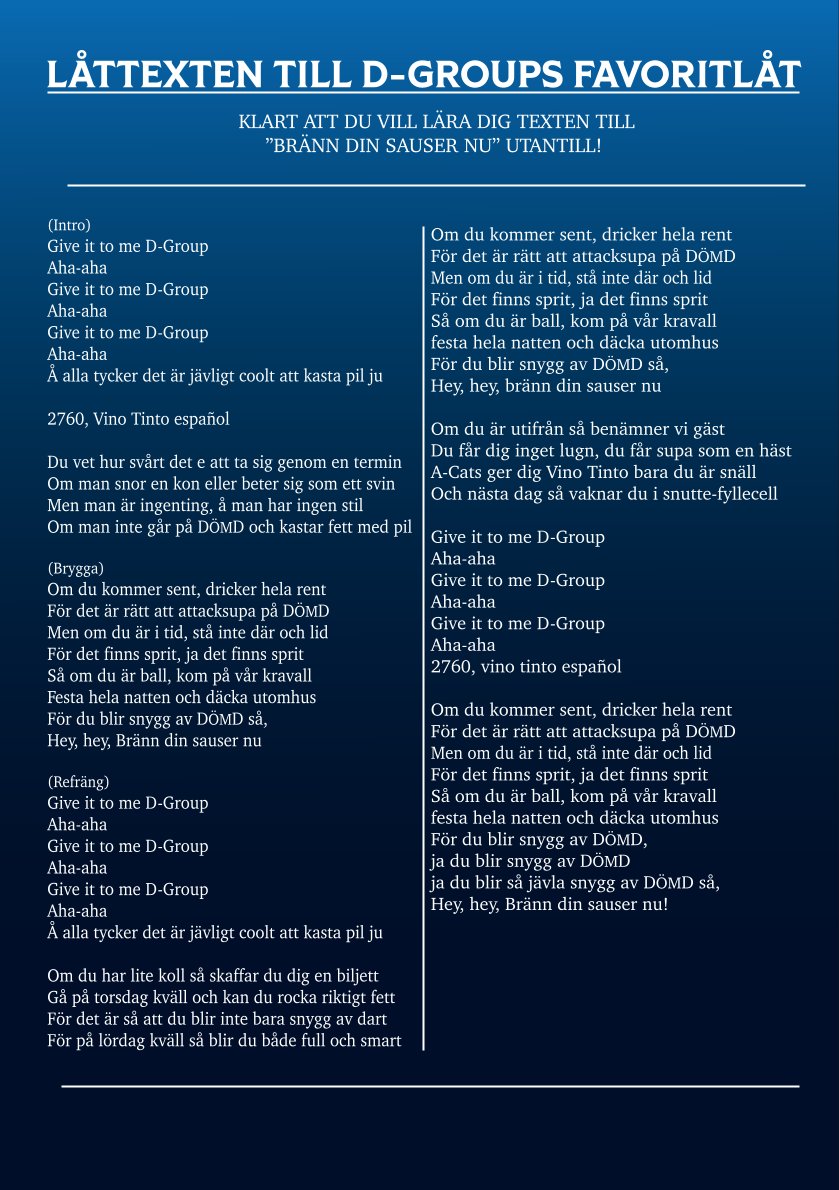 LÅTTEXTEN TILL D-GROUPS FAVORITLÅT
KLART ATT DU VILL LÄRA DIG TEXTEN TILL
”BRÄNN DIN SAUSER NU” UTANTILL!
(Intro)
Give it to me D-Group
Aha-aha
Give it to me D-Group
Aha-aha
Give it to me D-Group
Aha-aha
Å alla tycker det är jävligt coolt att kasta pil ju
2760, Vino Tinto español
Du vet hur svårt det e att ta sig genom en termin
Om man snor en kon eller beter sig som ett svin
Men man är ingenting, å man har ingen stil
Om man inte går på DÖMD och kastar fett med pil
(Brygga)
Om du kommer sent, dricker hela rent
För det är rätt att attacksupa på DÖMD
Men om du är i tid, stå inte där och lid
För det finns sprit, ja det finns sprit
Så om du är ball, kom på vår kravall
Festa hela natten och däcka utomhus
För du blir snygg av DÖMD så,
Hey, hey, Bränn din sauser nu
(Refräng)
Give it to me D-Group
Aha-aha
Give it to me D-Group
Aha-aha
Give it to me D-Group
Aha-aha
Å alla tycker det är jävligt coolt att kasta pil ju
Om du har lite koll så skaffar du dig en biljett
Gå på torsdag kväll och kan du rocka riktigt fett
För det är så att du blir inte bara snygg av dart
För på lördag kväll så blir du både full och smart
Om du kommer sent, dricker hela rent
För det är rätt att attacksupa på DÖMD
Men om du är i tid, stå inte där och lid
För det finns sprit, ja det finns sprit
Så om du är ball, kom på vår kravall
festa hela natten och däcka utomhus
För du blir snygg av DÖMD så,
Hey, hey, bränn din sauser nu
Om du är utifrån så benämner vi gäst
Du får dig inget lugn, du får supa som en häst
A-Cats ger dig Vino Tinto bara du är snäll
Och nästa dag så vaknar du i snutte-fyllecell
Give it to me D-Group
Aha-aha
Give it to me D-Group
Aha-aha
Give it to me D-Group
Aha-aha
2760, vino tinto español
Om du kommer sent, dricker hela rent
För det är rätt att attacksupa på DÖMD
Men om du är i tid, stå inte där och lid
För det finns sprit, ja det finns sprit
Så om du är ball, kom på vår kravall
festa hela natten och däcka utomhus
För du blir snygg av DÖMD,
ja du blir snygg av DÖMD
ja du blir så jävla snygg av DÖMD så,
Hey, hey, Bränn din sauser nu!